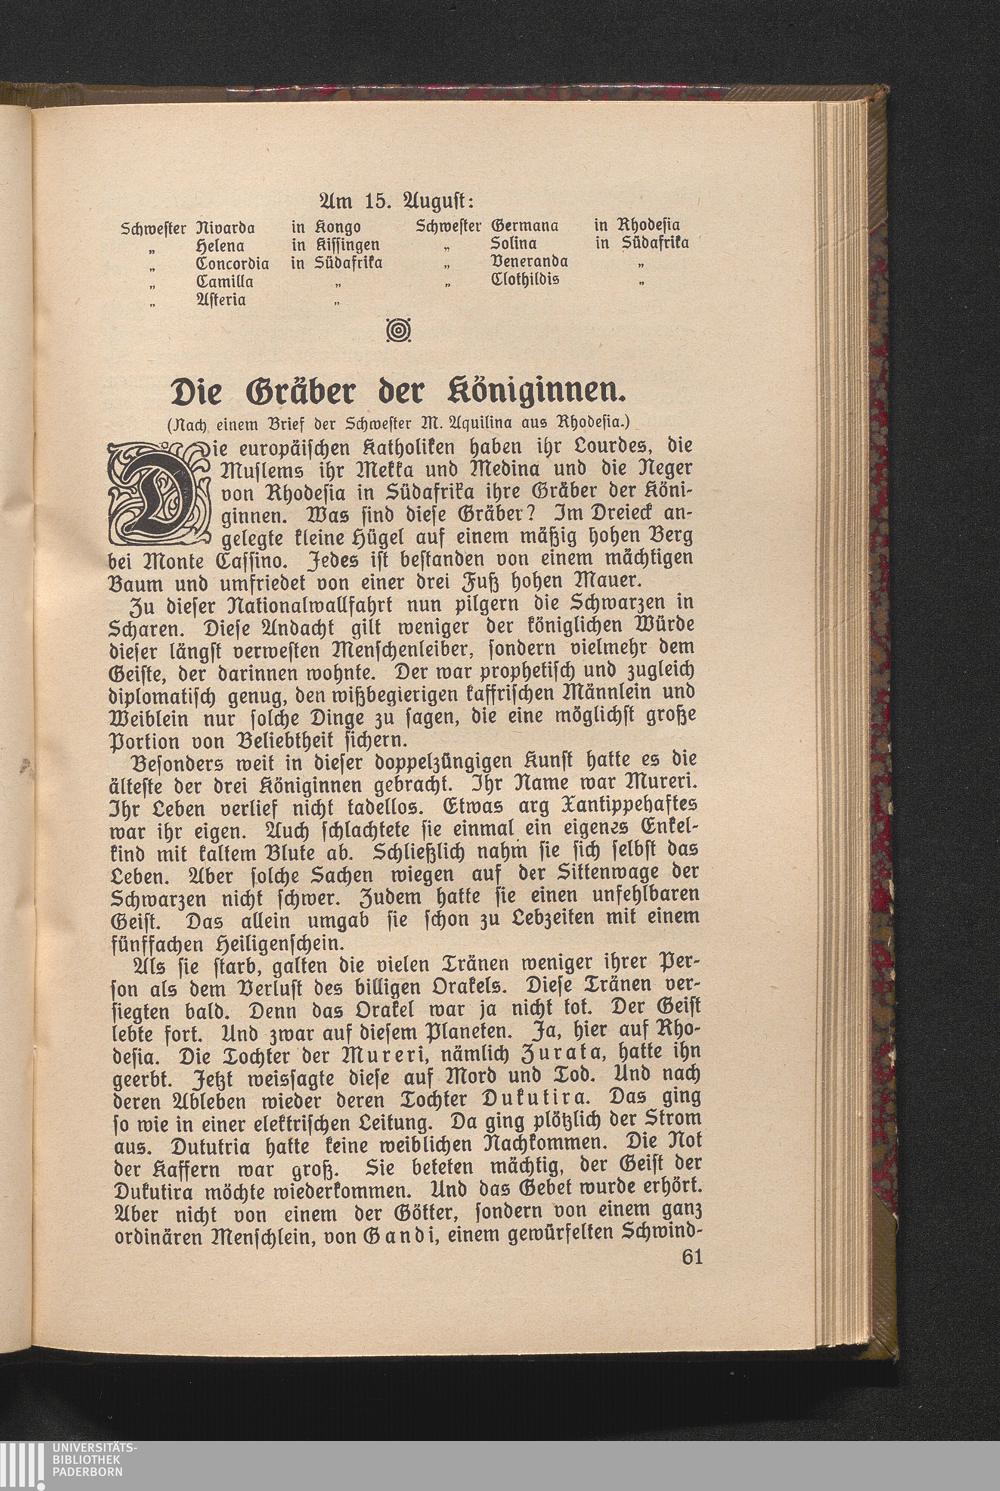 Am 15. August:
Schwester Nivarda in Kongo Schwester Germana in Rhodesia
„ Helena in Kissingen „ Solina in Südafrika
„ Concordia in Südafrika „ Veneranda „
„ Camilla „ „ Clothildis „
„ Asteria „
Die Gräber der Königinnen.
(Nach einem Brief der Schwester M. Aquilina aus Rhodesia.)
Die europäischen Katholiken haben ihr Lourdes, die
Muslems ihr Mekka und Medina und die Neger
von Rhodesia in Südafrika ihre Gräber der Köni-
ginnen. Was sind diese Gräber? Im Dreieck an-
gelegte kleine Hügel auf einem mäßig hohen Berg
bei Monte Cassino. Jedes ist bestanden von einem mächtigen
Baum und umfriedet von einer drei Fuß hohen Mauer.
Zu dieser Nationalwallfahrt nun pilgern die Schwarzen in
Scharen. Diese Andacht gilt weniger der königlichen Würde
dieser längst verwesten Menschenleiber, sondern vielmehr dem
Geiste, der darinnen wohnte. Der war prophetisch und zugleich
diplomatisch genug, den wißbegierigen kaffrischen Männlein und
Weiblein nur solche Dinge zu sagen, die eine möglichst große
Portion von Beliebtheit sichern.
Besonders weit in dieser doppelzüngigen Kunst hatte es die
älteste der drei Königinnen gebracht. Ihr Name war Mureri.
Ihr Leben verlief nicht tadellos. Etwas arg Xantippehaftes
war ihr eigen. Auch schlachtete sie einmal ein eigenes Enkel-
kind mit kaltem Blute ab. Schließlich nahm sie sich selbst das
Leben. Aber solche Sachen wiegen auf der Sittenwage der
Schwarzen nicht schwer. Zudem hatte sie einen unfehlbaren
Geist. Das allein umgab sie schon zu Lebzeiten mit einem
fünffachen Heiligenschein.
Als sie starb, galten die vielen Tränen weniger ihrer Per-
son als dem Verlust des billigen Orakels. Diese Tränen ver-
siegten bald. Denn das Orakel war ja nicht tot. Der Geist
lebte fort. Und zwar auf diesem Planeten. Ja, hier auf Rho-
desia. Die Tochter der Mureri, nämlich Zurata, hatte ihn
geerbt. Jetzt weissagte diese auf Mord und Tod. Und nach
deren Ableben wieder deren Tochter Dukutira. Das ging
so wie in einer elektrischen Leitung. Da ging plötzlich der Strom
aus. Dututria hatte keine weiblichen Nachkommen. Die Not
der Kaffern war groß. Sie beteten mächtig, der Geist der
Dukutira möchte wiederkommen. Und das Gebet wurde erhört.
Aber nicht von einem der Götter, sondern von einem ganz
ordinären Menschlein, von Gandi, einem gewürfelten Schwind-
61
UNIVERSITÄTS-
BIBLIOTHEK
PADERBORN